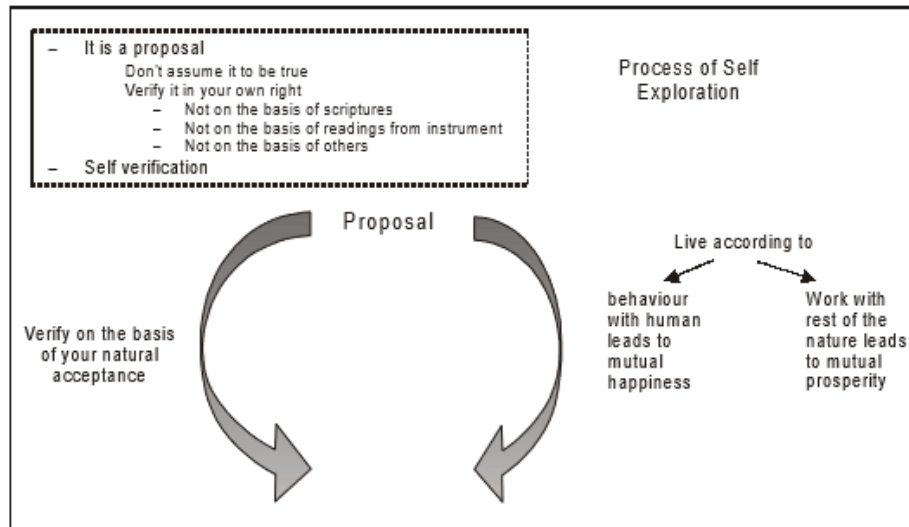 – It is a proposal
Don't assume it to be true
Verify it in your own right
– Not on the basis of scriptures
– Not on the basis of readings from instrument
– Not on the basis of others
– Self verification
Process of Self
Exploration
Proposal
Verify on the basis
of your natural
acceptance
Live according to
behaviour
with human
leads to
mutual
happiness
Work with
rest of the
nature leads
to mutual
prosperity